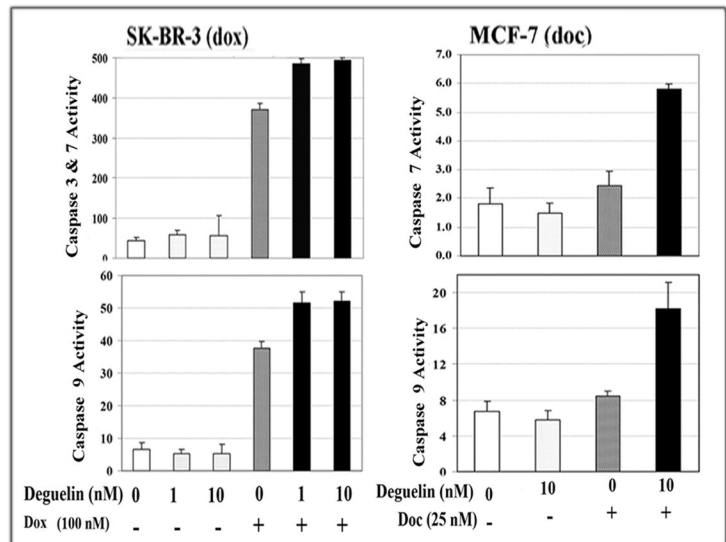 SK-BR-3 (dox)
Caspase 3 & 7 Activity
500
400
300
200
100
0
Caspase 9 Activity
60
50
40
30
20
10
0
Deguelin (nM) 0 1 10 0 1 10
Dox (100 nM) - - - + + +
MCF-7 (doc)
Caspase 7 Activity
7.0
6.0
5.0
4.0
3.0
2.0
1.0
0.0
Caspase 9 Activity
20
16
12
8
4
0
0 10 0 10
Doc (25 nM) - - + +